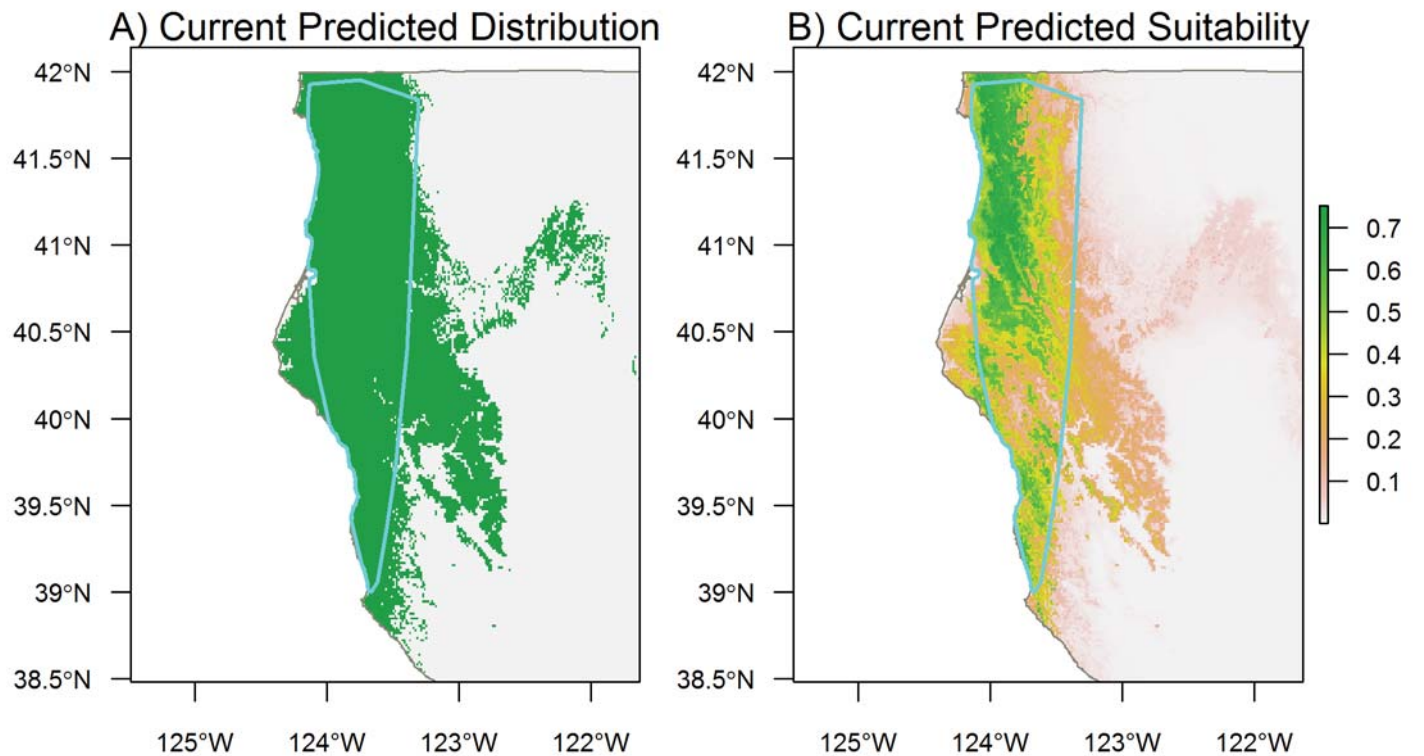 A) Current Predicted Distribution
42°N
41.5°N
41°N
40.5°N
40°N
39.5°N
39°N
38.5°N
125°W 124°W 123°W 122°W
B) Current Predicted Suitability
42°N
41.5°N
41°N
40.5°N
40°N
39.5°N
39°N
38.5°N
125°W 124°W 123°W 122°W
0.7
0.6
0.5
0.4
0.3
0.2
0.1